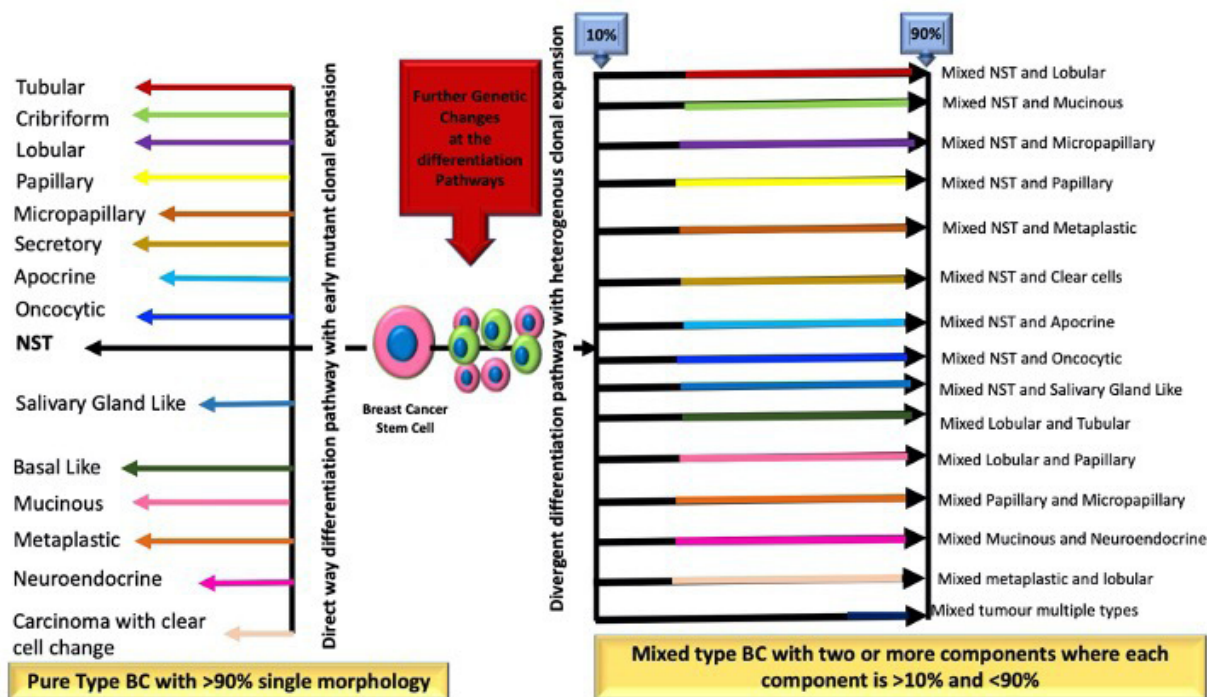 Tubular
Cribriform
Lobular
Papillary
Micropapillary
Secretory
Apocrine
Oncocytic
NST
Salivary Gland Like
Basal Like
Mucinous
Metaplastic
Neuroendocrine
Carcinoma with clear
cell change
Pure Type BC with >90% single morphology
Direct way differentiation pathway with early mutant clonal expansion
Further Genetic
Changes
at the
differentiation
Pathways
Breast Cancer
Stem Cell
Divergent differentiation pathway with heterogenous clonal expansion
10%
90%
Mixed NST and Lobular
Mixed NST and Mucinous
Mixed NST and Micropapillary
Mixed NST and Papillary
Mixed NST and Metaplastic
Mixed NST and Clear cells
Mixed NST and Apocrine
Mixed NST and Oncocytic
Mixed NST and Salivary Gland Like
Mixed Lobular and Tubular
Mixed Lobular and Papillary
Mixed Papillary and Micropapillary
Mixed Mucinous and Neuroendocrine
Mixed metaplastic and lobular
Mixed tumour multiple types
Mixed type BC with two or more components where each
component is >10% and <90%